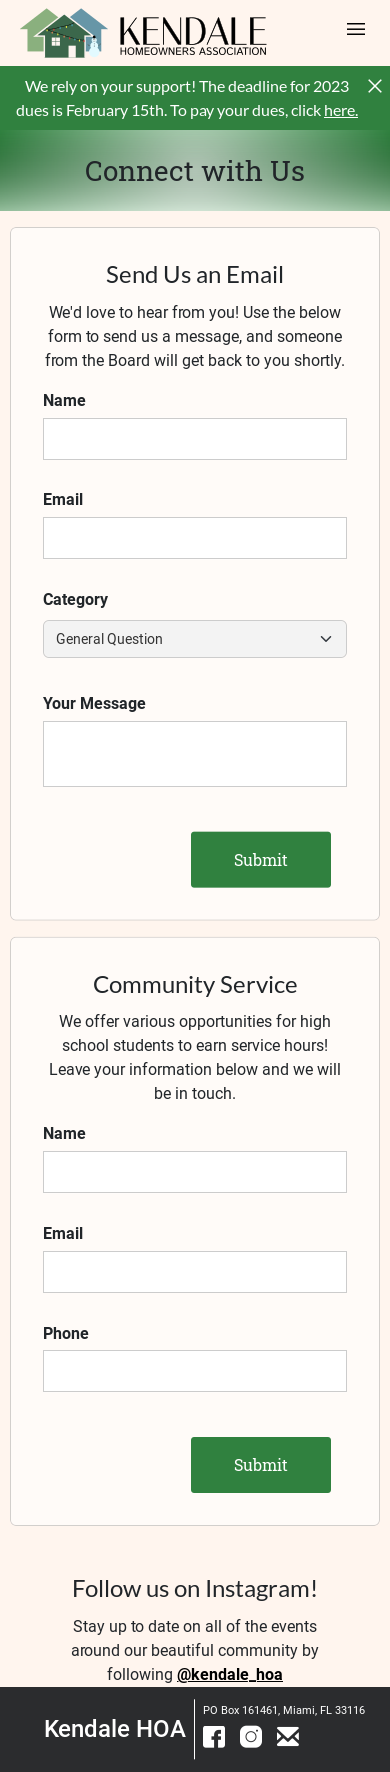 KENDALE
HOMEOWNERS ASSOCIATION
We rely on your support! The deadline for 2023
dues is February 15th. To pay your dues, click here.
Connect with Us
Send Us an Email
We'd love to hear from you! Use the below
form to send us a message, and someone
from the Board will get back to you shortly.
Name
Email
Category
General Question
Your Message
Submit
Community Service
We offer various opportunities for high
school students to earn service hours!
Leave your information below and we will
be in touch.
Name
Email
Phone
Submit
Follow us on Instagram!
Stay up to date on all of the events
around our beautiful community by
following @kendale_hoa
Kendale HOA
PO Box 161461, Miami, FL 33116